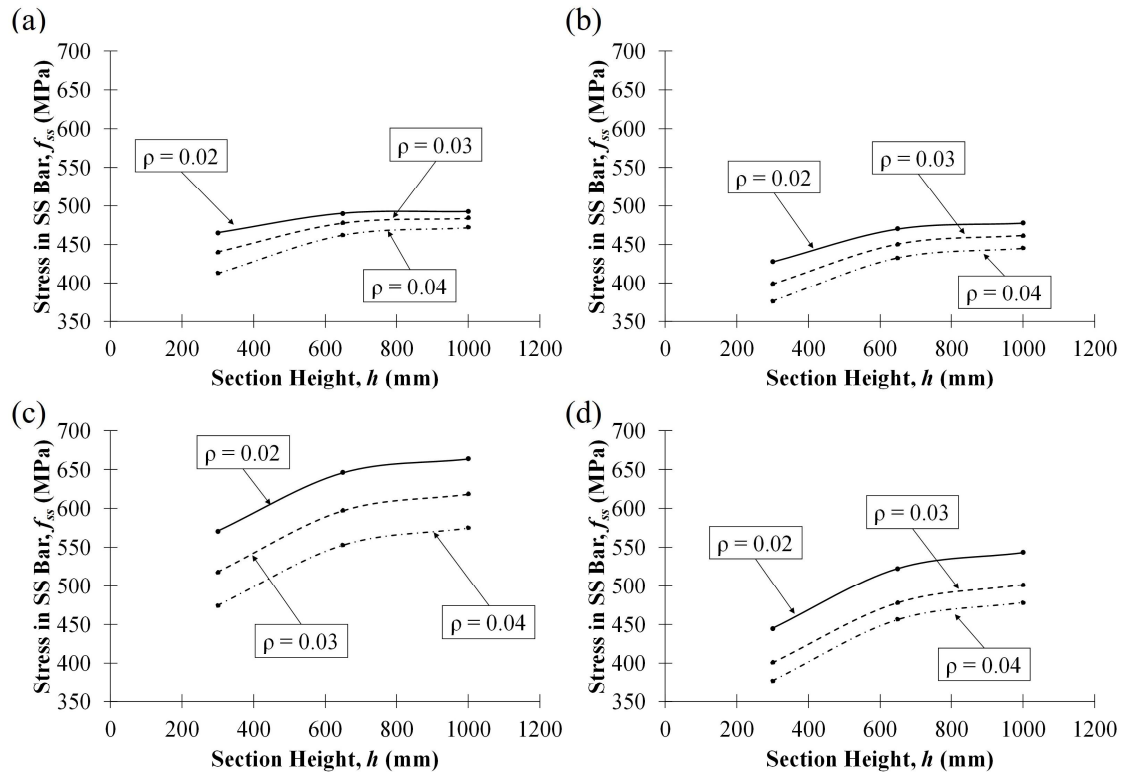 (a)
700
650
600
550
500
450
400
350
0 200 400 600 800 1000 1200
Stress in SS Bar, fss (MPa)
Section Height, h (mm)
ρ = 0.02
ρ = 0.03
ρ = 0.04
(b)
700
650
600
550
500
450
400
350
0 200 400 600 800 1000 1200
Stress in SS Bar, fss (MPa)
Section Height, h (mm)
ρ = 0.02
ρ = 0.03
ρ = 0.04
(c)
700
650
600
550
500
450
400
350
0 200 400 600 800 1000 1200
Stress in SS Bar, fss (MPa)
Section Height, h (mm)
ρ = 0.02
ρ = 0.03
ρ = 0.04
(d)
700
650
600
550
500
450
400
350
0 200 400 600 800 1000 1200
Stress in SS Bar, fss (MPa)
Section Height, h (mm)
ρ = 0.02
ρ = 0.03
ρ = 0.04